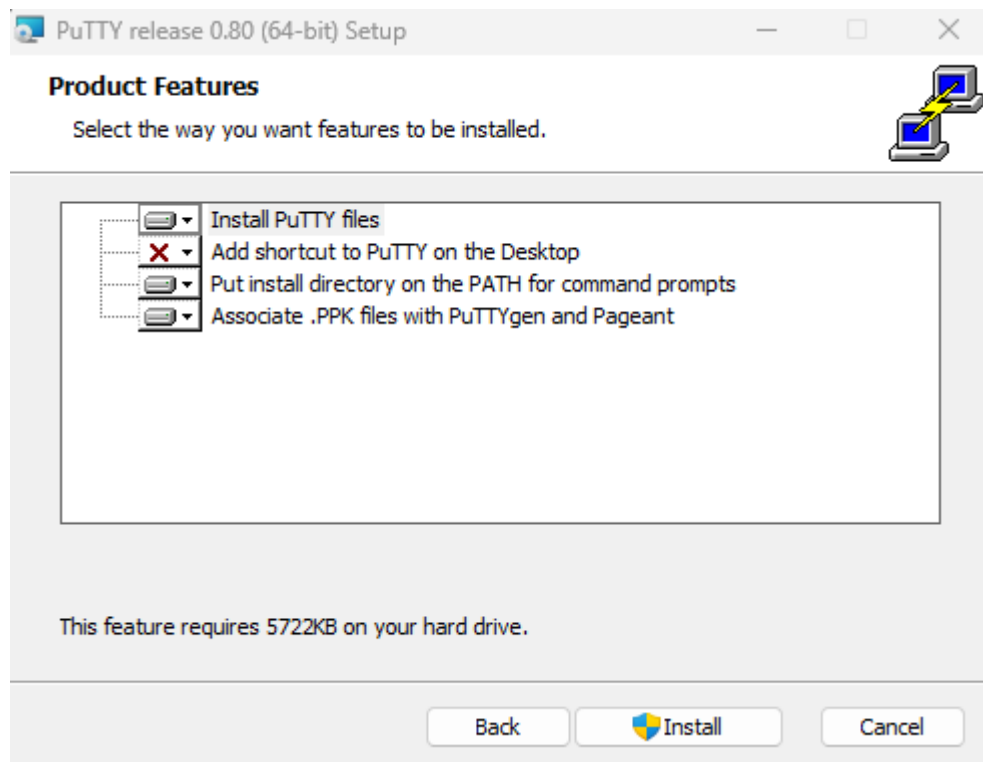 PuTTY release 0.80 (64-bit) Setup
Product Features
Select the way you want features to be installed.
Install PuTTY files
Add shortcut to PuTTY on the Desktop
Put install directory on the PATH for command prompts
Associate .PPK files with PuTTYgen and Pageant
This feature requires 5722KB on your hard drive.
Back
Install
Cancel